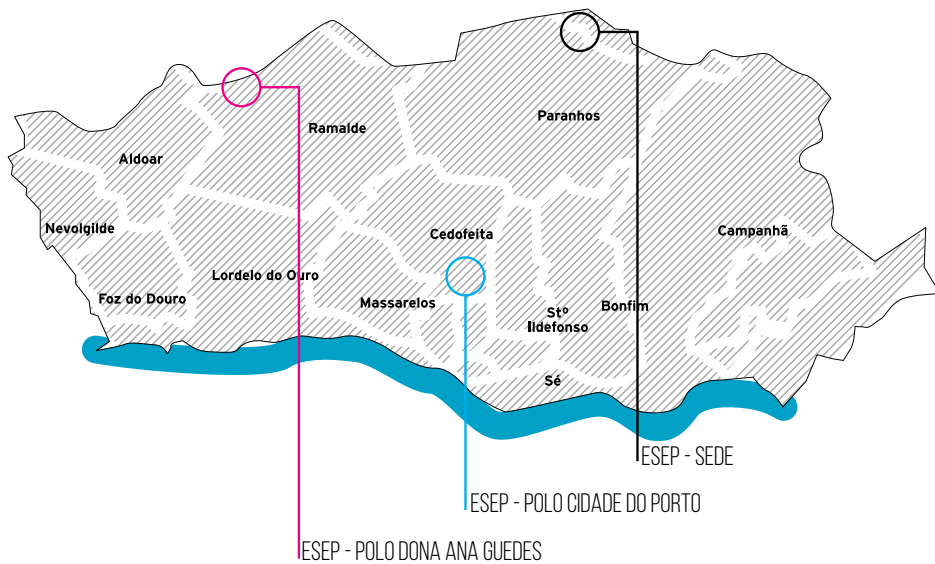 Paranhos
Ramalde
Aldoar
Nevolgilde
Cedofeita
Campanhã
Lordelo do Ouro
Foz do Douro
Massarelos
Stº
Ildefonso
Bonfim
Sé
ESEP - SEDE
ESEP - POLO CIDADE DO PORTO
ESEP - POLO DONA ANA GUEDES